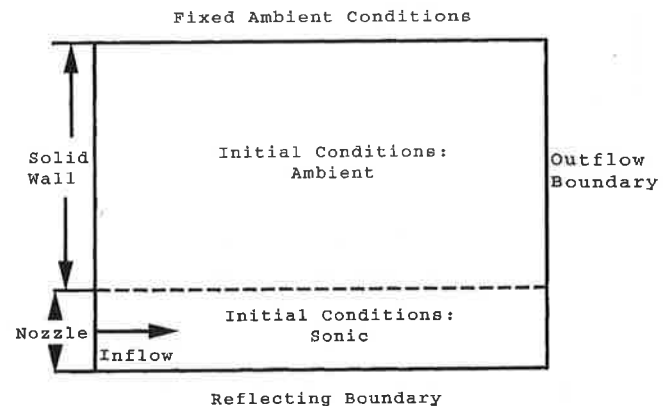 Fixed Ambient Conditions
Solid
Wall
Initial Conditions:
Ambient
Outflow
Boundary
Nozzle
Initial Conditions:
Sonic
Inflow
Reflecting Boundary